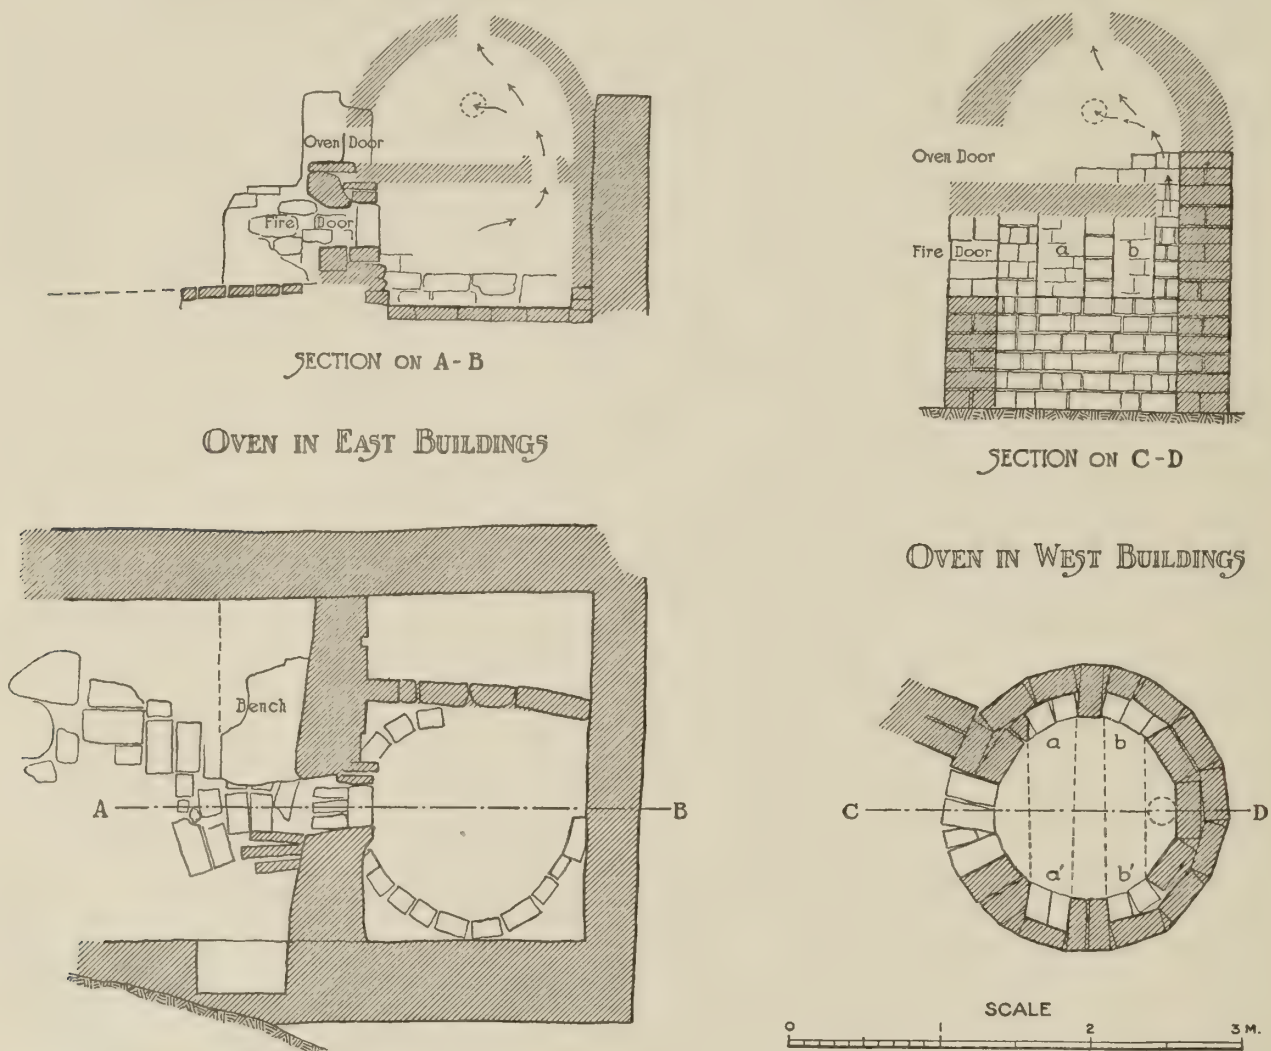 Oven Door
Fire Door
SECTION ON A-B
OVEN IN EAST BUILDINGS
Bench
A
B
Oven Door
Fire Door
a
b
SECTION ON C-D
OVEN IN WEST BUILDINGS
a
b
C
D
a'
b'
SCALE
0 1 2 3 M.